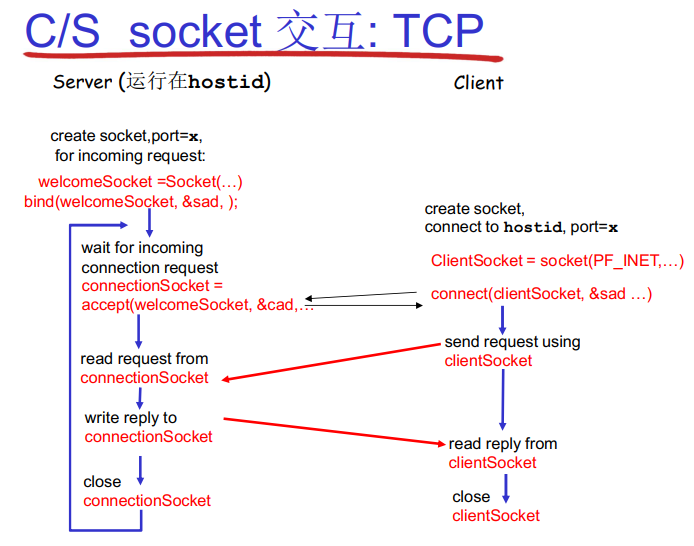 C/S socket 交互: TCP
Server (运行在hostid)
create socket,port=x,
for incoming request:
welcomeSocket =Socket(…)
bind(welcomeSocket, &sad, );
wait for incoming
connection request
connectionSocket =
accept(welcomeSocket, &cad,…
read request from
connectionSocket
write reply to
connectionSocket
close
connectionSocket
Client
create socket,
connect to hostid, port=x
ClientSocket = socket(PF_INET,…)
connect(clientSocket, &sad …)
send request using
clientSocket
read reply from
clientSocket
close
clientSocket